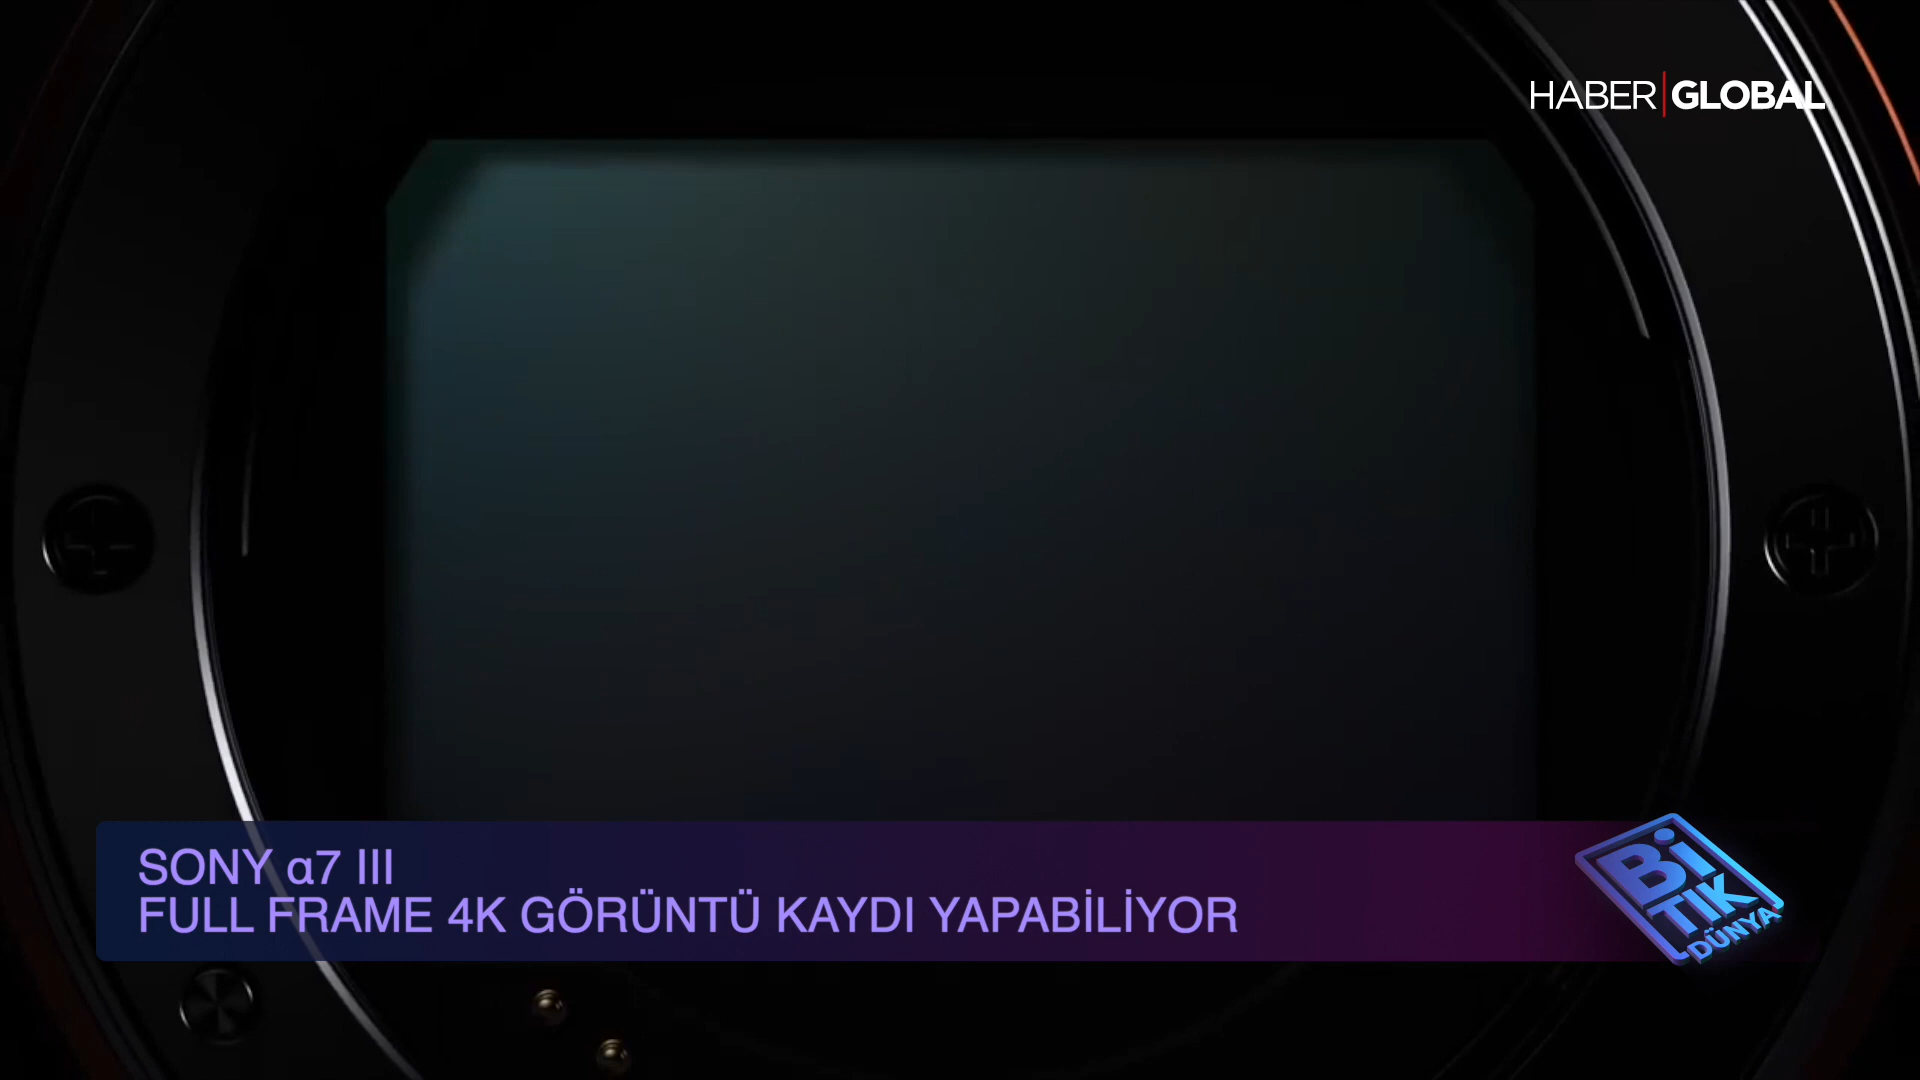 HABER GLOBAL
SONY α7 III
FULL FRAME 4K GÖRÜNTÜ KAYDI YAPABİLİYOR
Bİ
TIK
DÜNYA